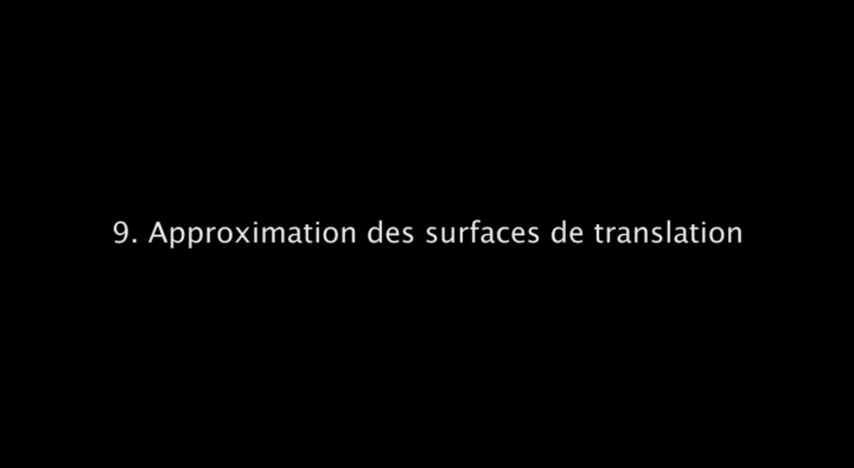 9. Approximation des surfaces de translation